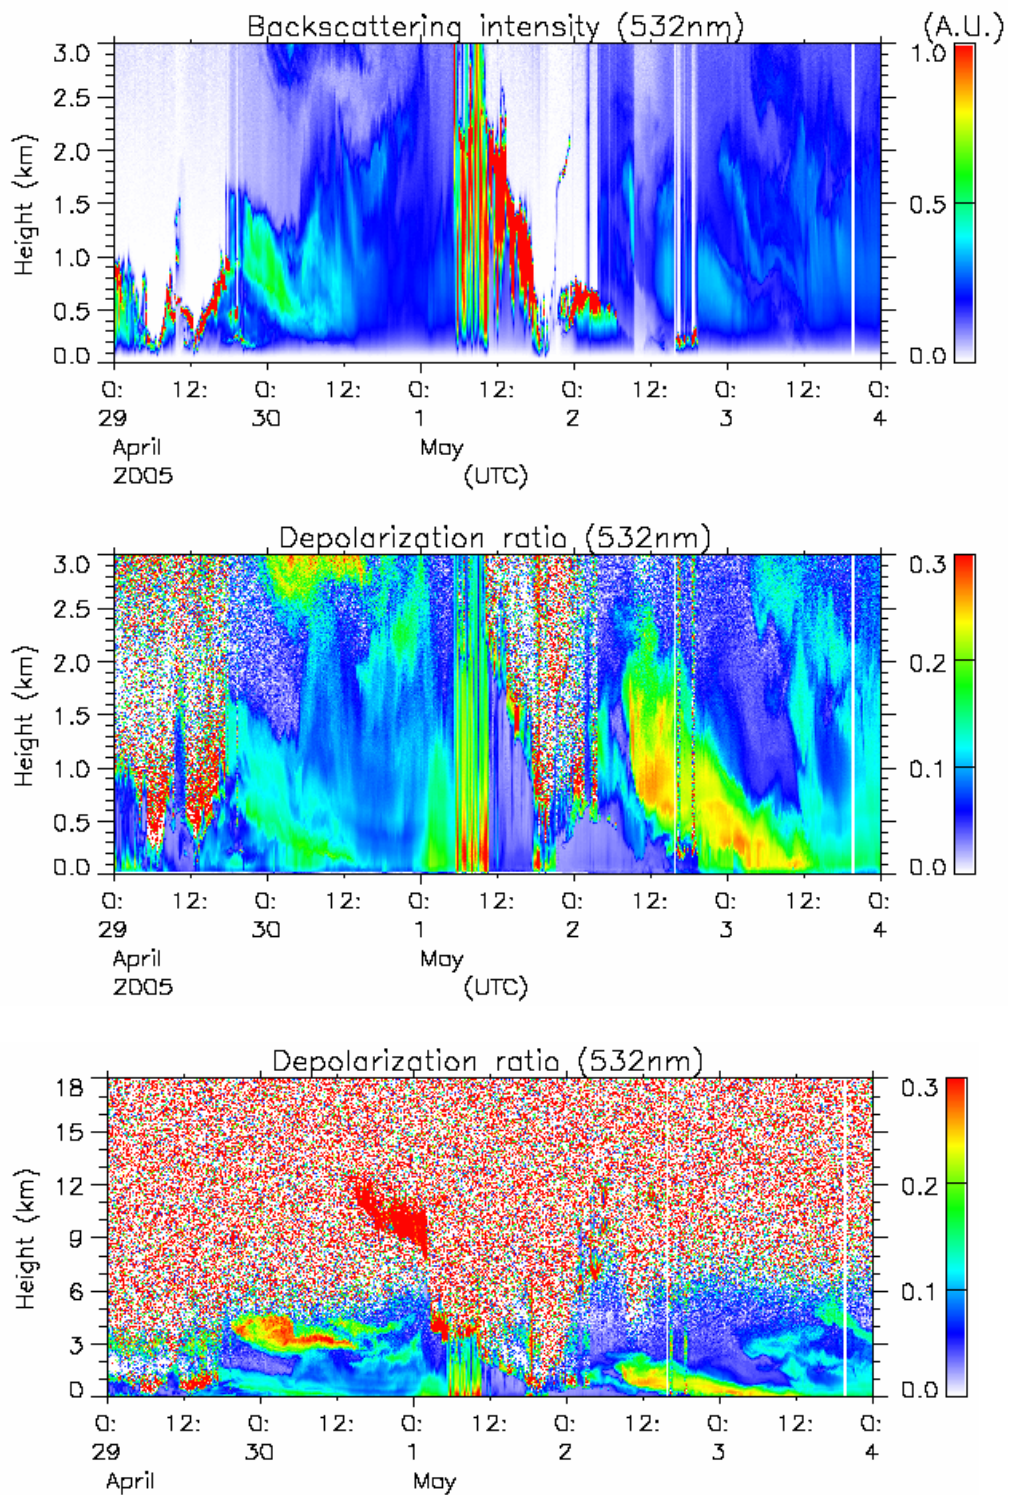 Backscattering intensity (532nm) (A.U.)
3.0 1.0
2.5
2.0
Height (km)
1.5 0.5
1.0
0.5
0.0 0.0
0: 12: 0: 12: 0: 12: 0: 12: 0: 12: 0:
29 30 1 2 3 4
April May
2005 (UTC)
Depolarization ratio (532nm)
3.0 0.3
2.5
2.0 0.2
Height (km)
1.5
1.0 0.1
0.5
0.0 0.0
0: 12: 0: 12: 0: 12: 0: 12: 0: 12: 0:
29 30 1 2 3 4
April May
2005 (UTC)
Depolarization ratio (532nm)
18 0.3
15
12 0.2
Height (km)
9
6 0.1
3
0 0.0
0: 12: 0: 12: 0: 12: 0: 12: 0: 12: 0:
29 30 1 2 3 4
April May